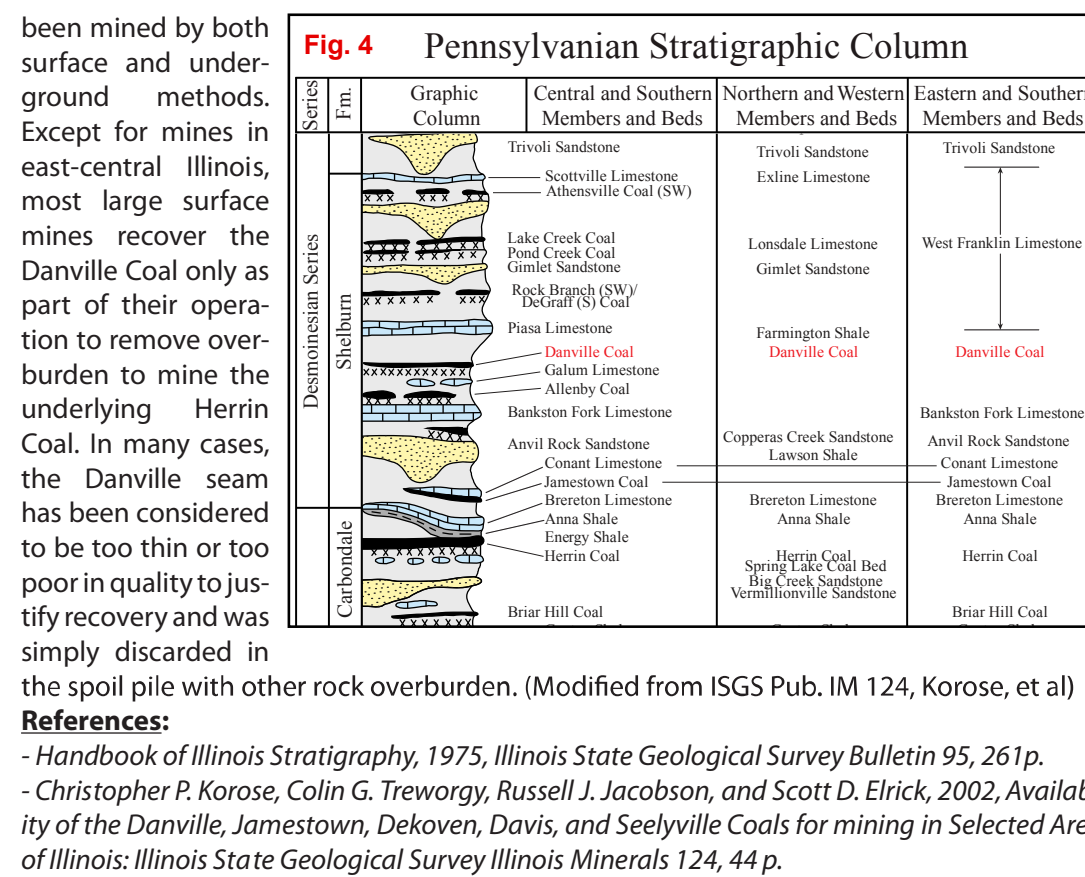 been mined by both
surface and under-
ground methods.
Except for mines in
east-central Illinois,
most large surface
mines recover the
Danville Coal only as
part of their opera-
tion to remove over-
burden to mine the
underlying Herrin
Coal. In many cases,
the Danville seam
has been considered
to be too thin or too
poor in quality to jus-
tify recovery and was
simply discarded in
the spoil pile with other rock overburden. (Modified from ISGS Pub. IM 124, Korose, et al)
Fig. 4 Pennsylvanian Stratigraphic Column
Series
Fm.
Graphic
Column
Central and Southern
Members and Beds
Northern and Western
Members and Beds
Eastern and Southern
Members and Beds
Desmoinesian Series
Shelburn
Carbondale
Trivoli Sandstone
Scottville Limestone
Athensville Coal (SW)
Lake Creek Coal
Pond Creek Coal
Gimlet Sandstone
Rock Branch (SW)/
DeGraff (S) Coal
Piasa Limestone
Danville Coal
Galum Limestone
Allenby Coal
Bankston Fork Limestone
Anvil Rock Sandstone
Conant Limestone
Jamestown Coal
Brereton Limestone
Anna Shale
Energy Shale
Herrin Coal
Briar Hill Coal
Trivoli Sandstone
Exline Limestone
Lonsdale Limestone
Gimlet Sandstone
Farmington Shale
Danville Coal
Copperas Creek Sandstone
Lawson Shale
Brereton Limestone
Anna Shale
Herrin Coal
Spring Lake Coal Bed
Big Creek Sandstone
Vermillionville Sandstone
Trivoli Sandstone
West Franklin Limestone
Danville Coal
Bankston Fork Limestone
Anvil Rock Sandstone
Conant Limestone
Jamestown Coal
Brereton Limestone
Anna Shale
Herrin Coal
Briar Hill Coal
References:
- Handbook of Illinois Stratigraphy, 1975, Illinois State Geological Survey Bulletin 95, 261p.
- Christopher P. Korose, Colin G. Treworgy, Russell J. Jacobson, and Scott D. Elrick, 2002, Availab
ity of the Danville, Jamestown, Dekoven, Davis, and Seelyville Coals for mining in Selected Are
of Illinois: Illinois State Geological Survey Illinois Minerals 124, 44 p.